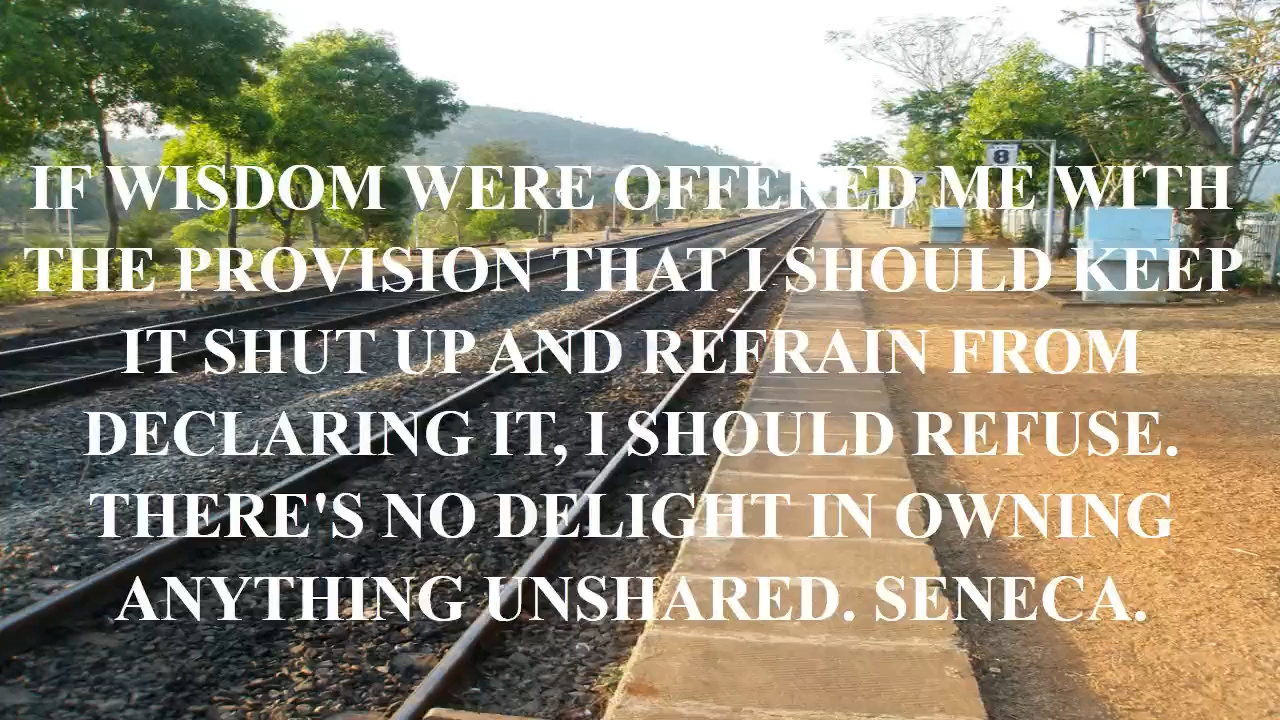 8
IF WISDOM WERE OFFERED ME WITH
THE PROVISION THAT I SHOULD KEEP
IT SHUT UP AND REFRAIN FROM
DECLARING IT, I SHOULD REFUSE.
THERE'S NO DELIGHT IN OWNING
ANYTHING UNSHARED. SENECA.